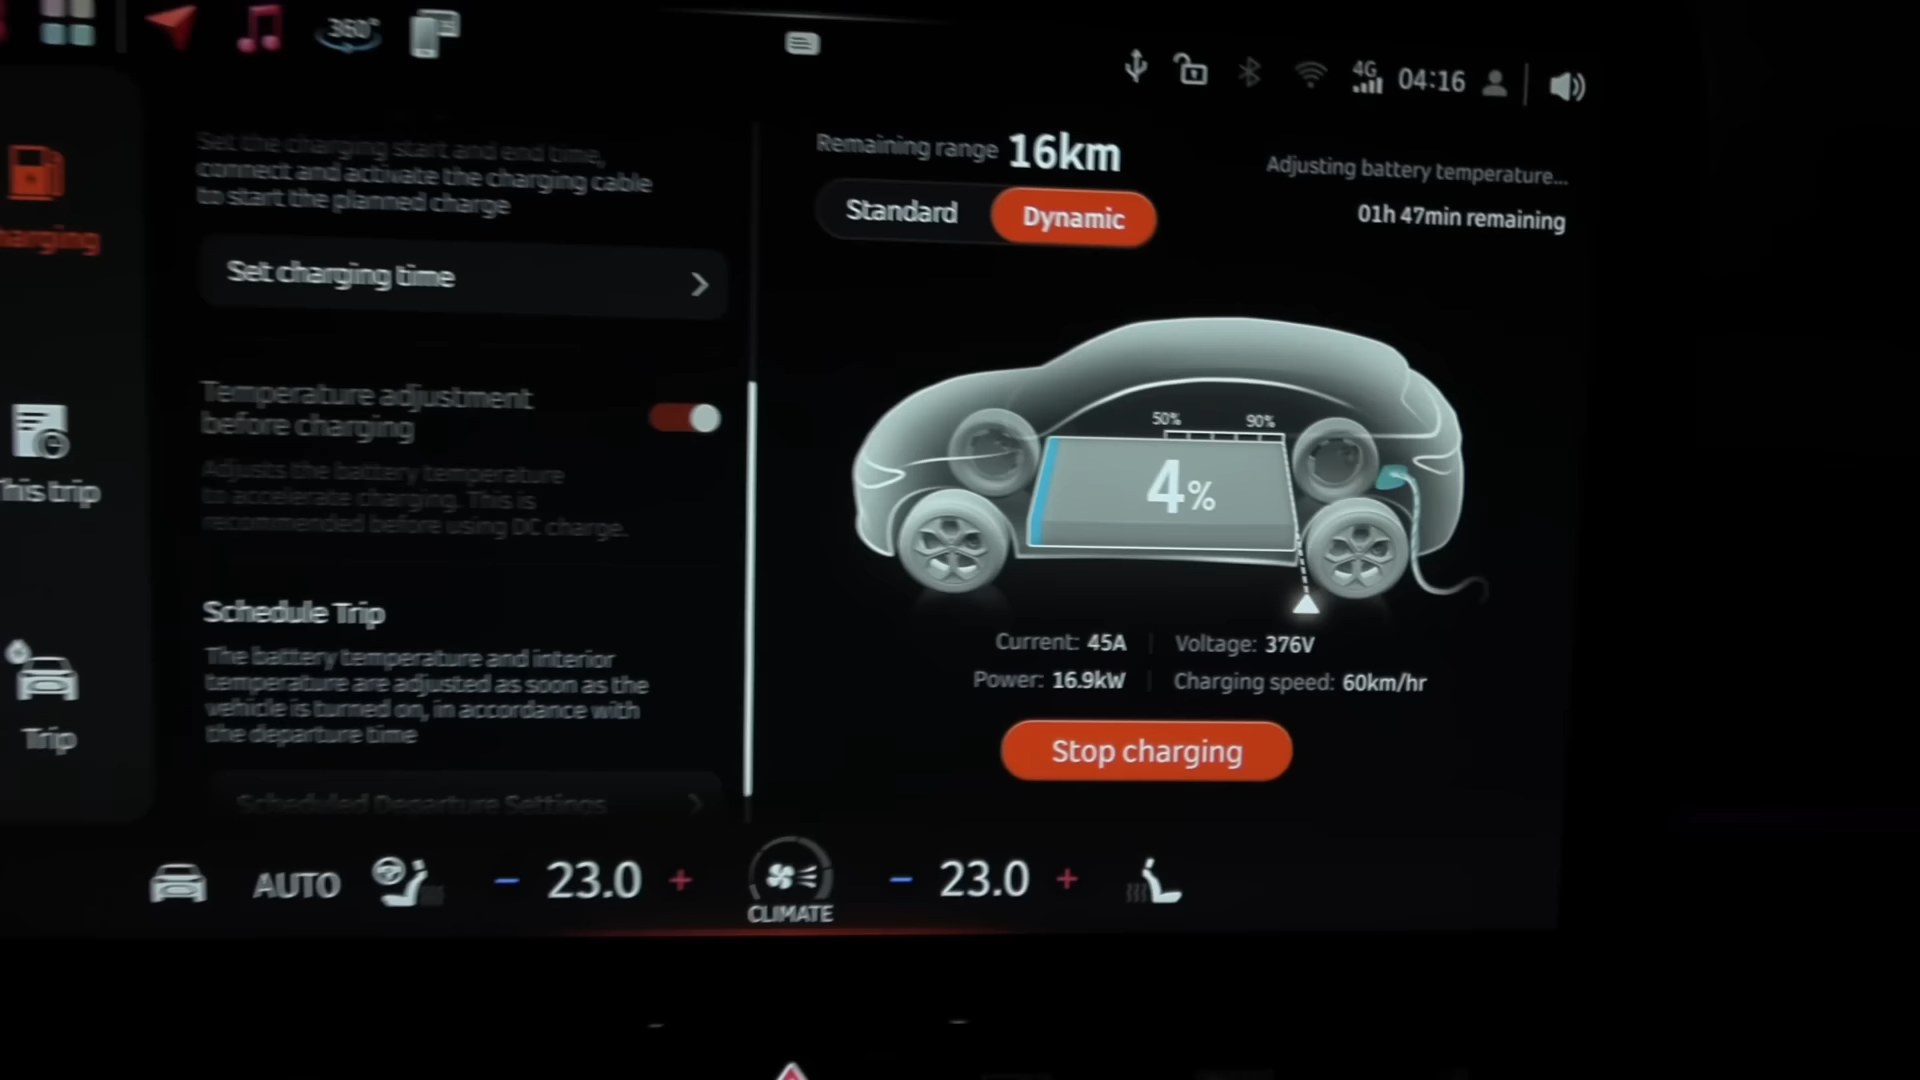 360°
4G
04:16
harging
his trip
Trip
Set the charging start and end time,
connect and activate the charging cable
to start the planned charge
Set charging time
Temperature adjustment
before charging
Adjusts the battery temperature
to accelerate charging. This is
recommended before using DC charge.
Schedule Trip
The battery temperature and interior
temperature are adjusted as soon as the
vehicle is turned on, in accordance with
the departure time
Scheduled Departure Settings
Remaining range 16km
Standard Dynamic
Adjusting battery temperature...
01h 47min remaining
50% 90%
4%
Current: 45A Voltage: 376V
Power: 16.9kW Charging speed: 60km/hr
Stop charging
AUTO - 23.0 + CLIMATE - 23.0 +